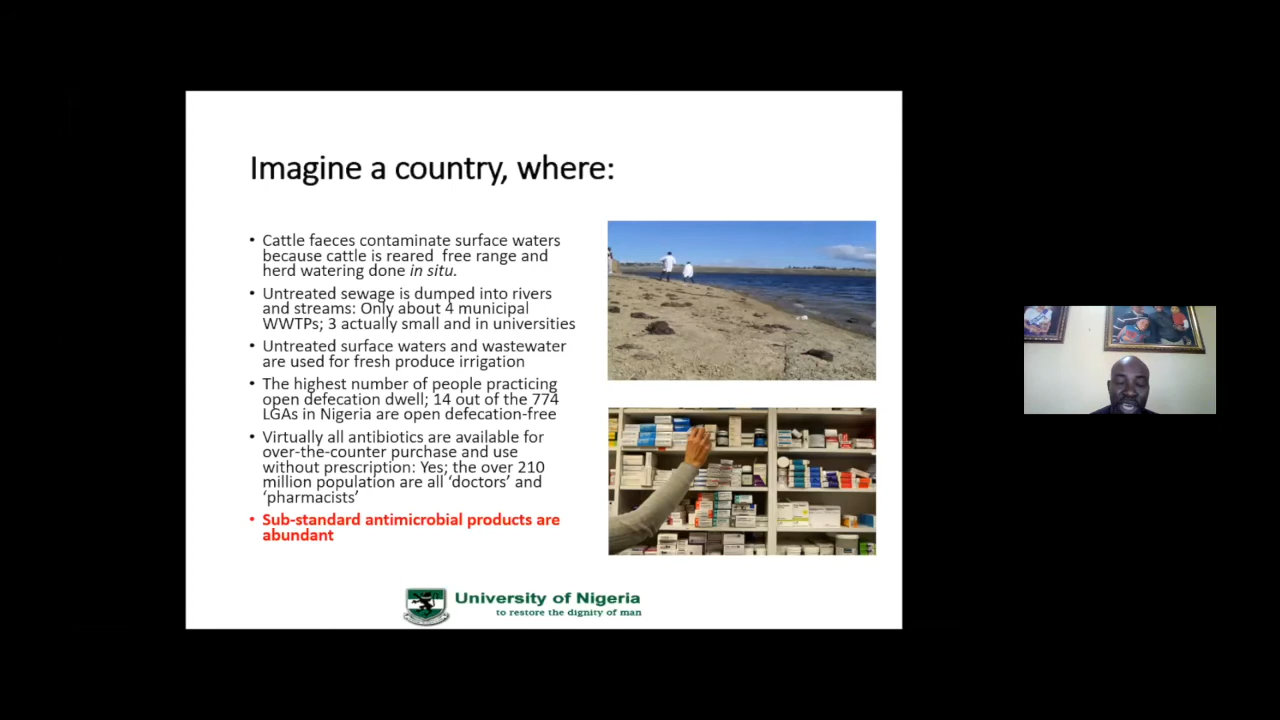 Imagine a country, where:
• Cattle faeces contaminate surface waters
because cattle is reared free range and
herd watering done in situ.
• Untreated sewage is dumped into rivers
and streams: Only about 4 municipal
WWTPs; 3 actually small and in universities
• Untreated surface waters and wastewater
are used for fresh produce irrigation
• The highest number of people practicing
open defecation dwell; 14 out of the 774
LGAs in Nigeria are open defecation-free
• Virtually all antibiotics are available for
over-the-counter purchase and use
without prescription: Yes; the over 210
million population are all ‘doctors’ and
‘pharmacists’
• Sub-standard antimicrobial products are
abundant
University of Nigeria
to restore the dignity of man